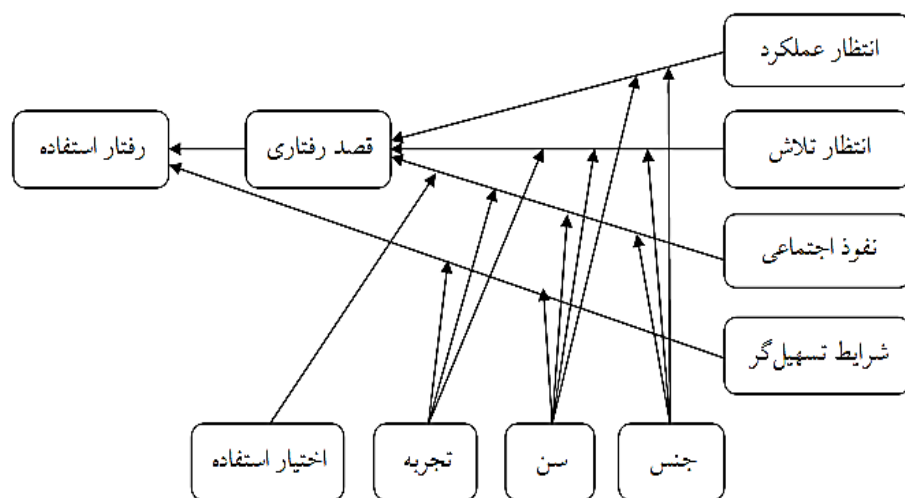 انتظار عملکرد
انتظار تلاش
قصد رفتاری
رفتار استفاده
نفوذ اجتماعی
شرایط تسهیل‌گر
جنس
سن
تجربه
اختیار استفاده